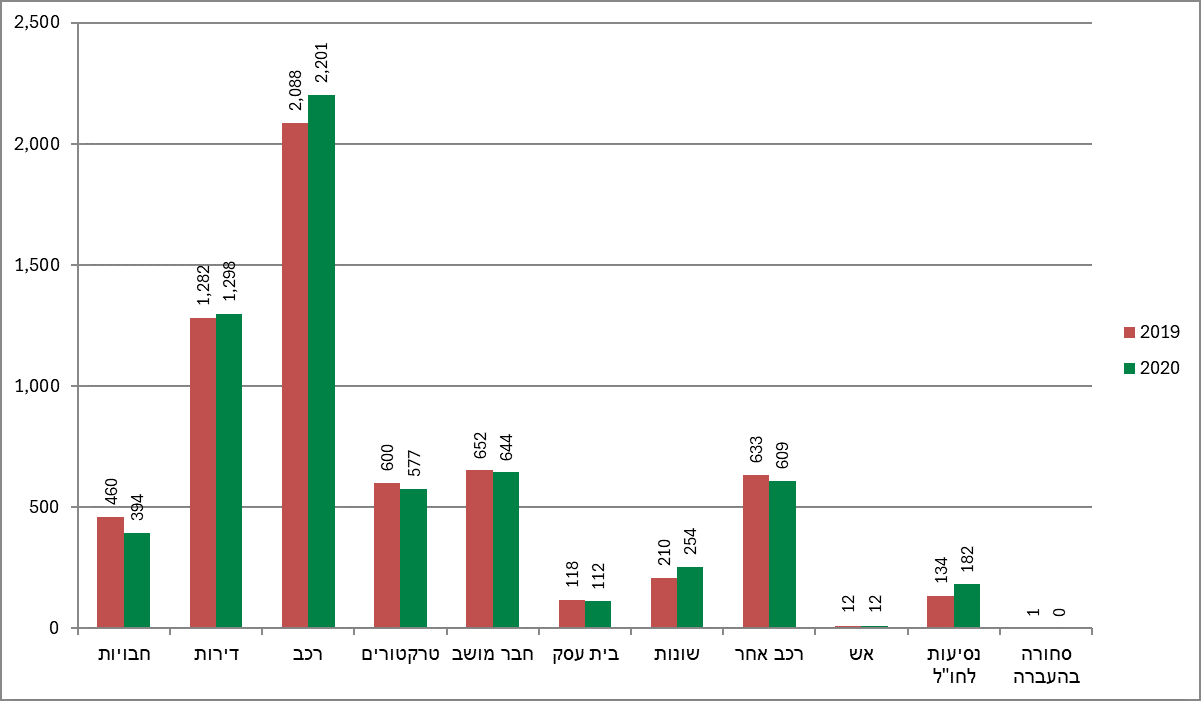 2,500
2,000
1,500
1,000
500
0
460
394
1,282
1,298
2,088
2,201
600
577
652
644
118
112
210
254
633
609
12
12
134
182
1
0
חבויות
דירות
רכב
טרקטורים
חבר מושב
בית עסק
שונות
רכב אחר
אש
נסיעות
לחו"ל
סחורה
בהעברה
2019
2020